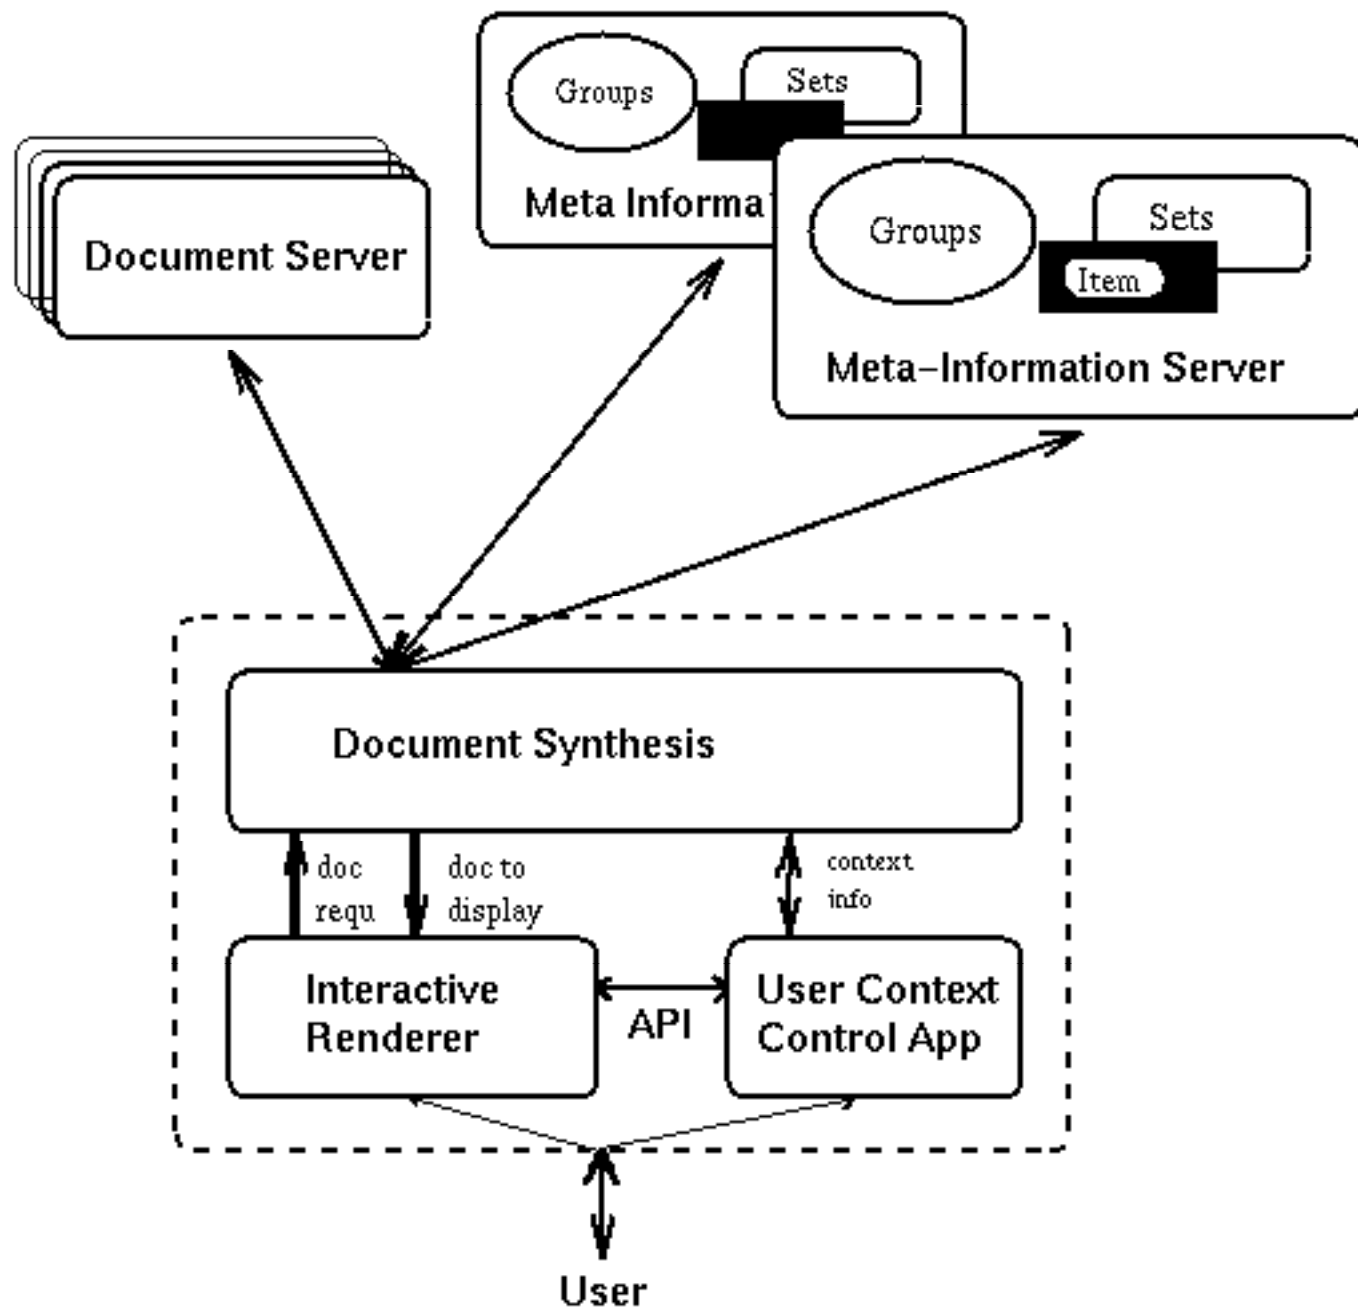 Groups
Sets
Meta Informa
Document Server
Groups
Sets
Item
Meta-Information Server
Document Synthesis
doc
requ
doc to
display
context
info
Interactive
Renderer
API
User Context
Control App
User